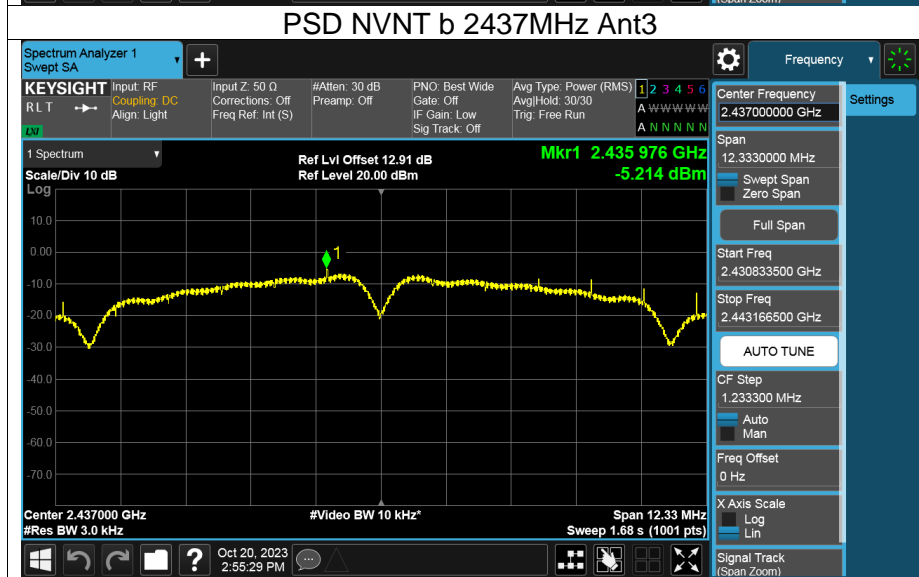 (Span Zoom)
PSD NVNT b 2437MHz Ant3
Spectrum Analyzer 1
Swept SA
+
Frequency
KEYSIGHT
RLT
LXI
Input: RF
Coupling: DC
Align: Light
Input Z: 50 Ω
Corrections: Off
Freq Ref: Int (S)
#Atten: 30 dB
Preamp: Off
PNO: Best Wide
Gate: Off
IF Gain: Low
Sig Track: Off
Avg Type: Power (RMS)
Avg|Hold: 30/30
Trig: Free Run
1 2 3 4 5 6
A W W W W W
A N N N N N
Center Frequency
2.437000000 GHz
Settings
1 Spectrum
Scale/Div 10 dB
Ref Lvl Offset 12.91 dB
Ref Level 20.00 dBm
Mkr1 2.435 976 GHz
-5.214 dBm
Log
10.0
0.00
-10.0
-20.0
-30.0
-40.0
-50.0
-60.0
-70.0
1
Span
12.3330000 MHz
Swept Span
Zero Span
Full Span
Start Freq
2.430833500 GHz
Stop Freq
2.443166500 GHz
AUTO TUNE
CF Step
1.233300 MHz
Auto
Man
Freq Offset
0 Hz
X Axis Scale
Log
Lin
Signal Track
(Span Zoom)
Center 2.437000 GHz
#Res BW 3.0 kHz
#Video BW 10 kHz*
Span 12.33 MHz
Sweep 1.68 s (1001 pts)
?
Oct 20, 2023
2:55:29 PM